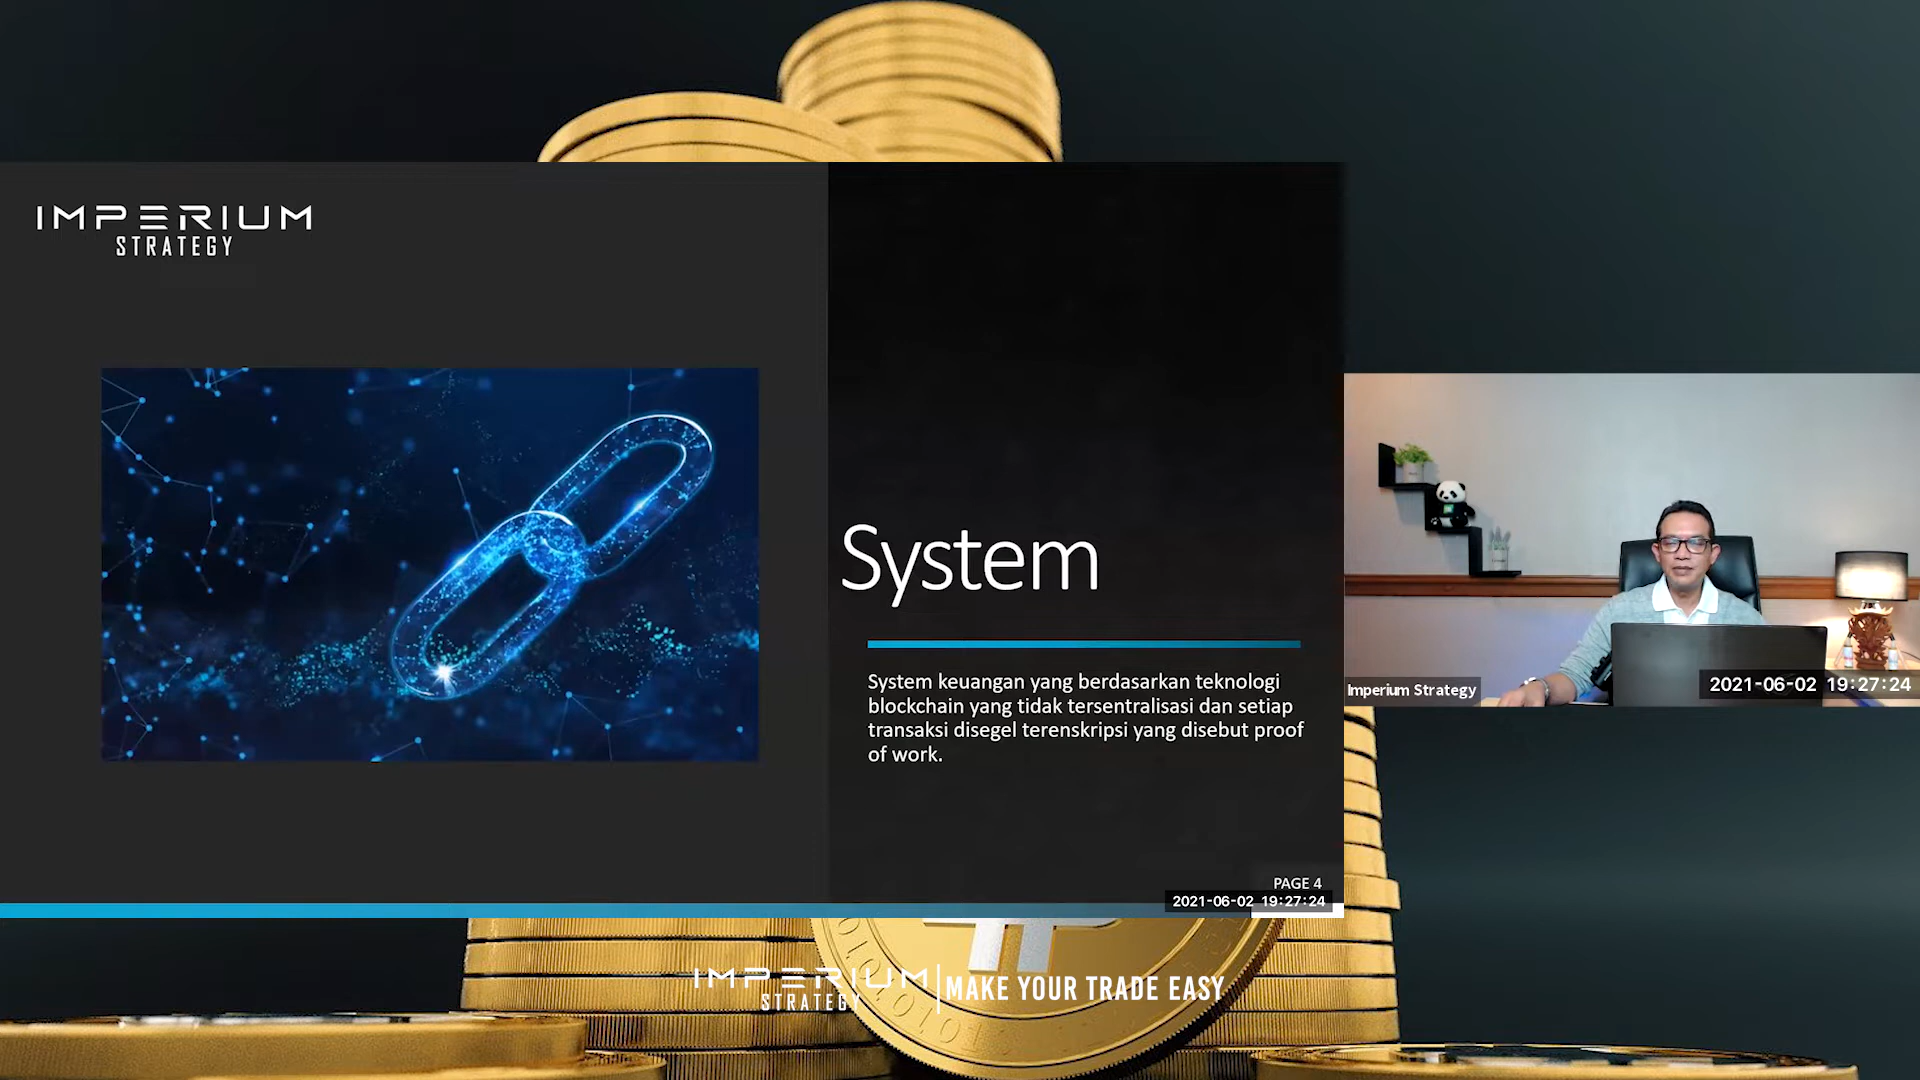 IMPERIUM
STRATEGY
System
System keuangan yang berdasarkan teknologi
blockchain yang tidak tersentralisasi dan setiap
transaksi disegel terenskripsi yang disebut proof
of work.
PAGE 4
2021-06-02 19:27:24
Imperium Strategy
2021-06-02 19:27:24
IMPERIUM
STRATEGY
MAKE YOUR TRADE EASY